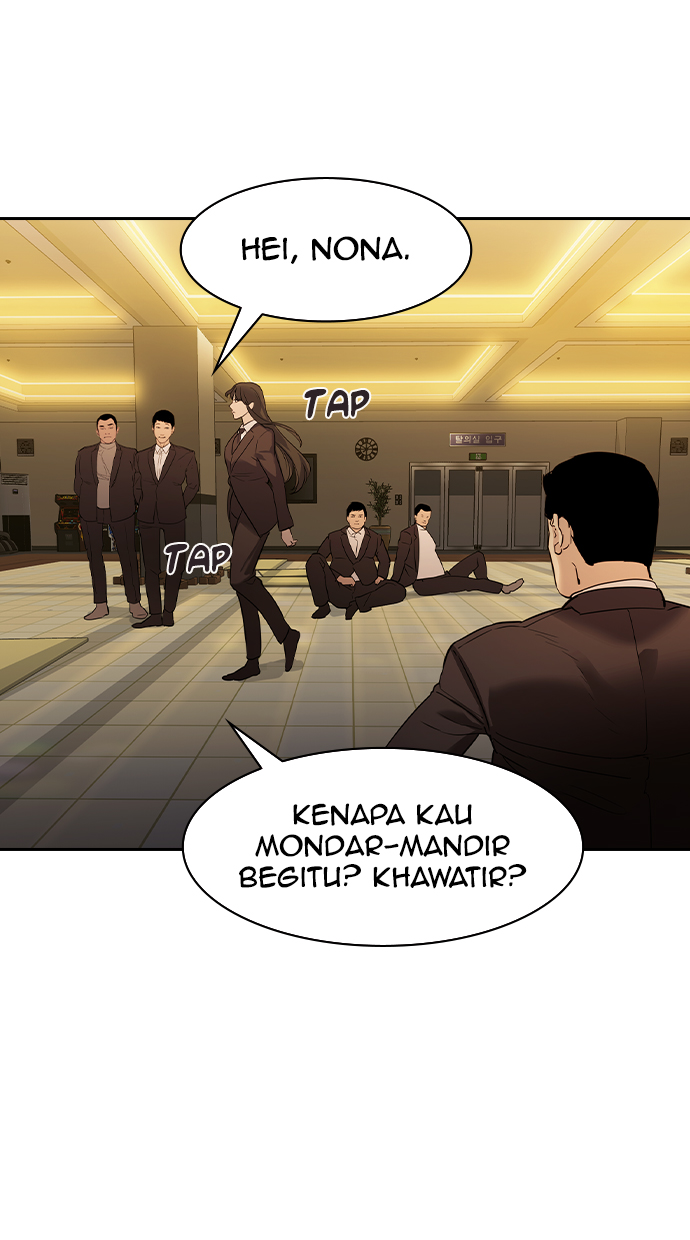 HEI, NONA.
TAP
탈의실 입구
TAP
KENAPA KAU
MONDAR-MANDIR
BEGITU? KHAWATIR?